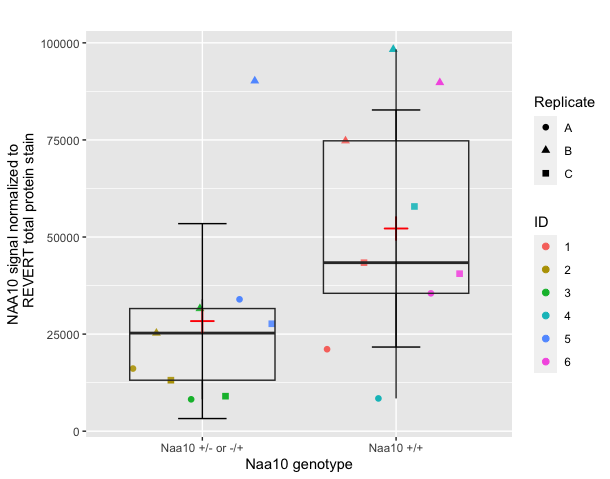 NAA10 signal normalized to
REVERT total protein stain
100000
75000
50000
25000
0
Naa10 +/- or -/+
Naa10 +/+
Naa10 genotype
Replicate
A
B
C
ID
1
2
3
4
5
6